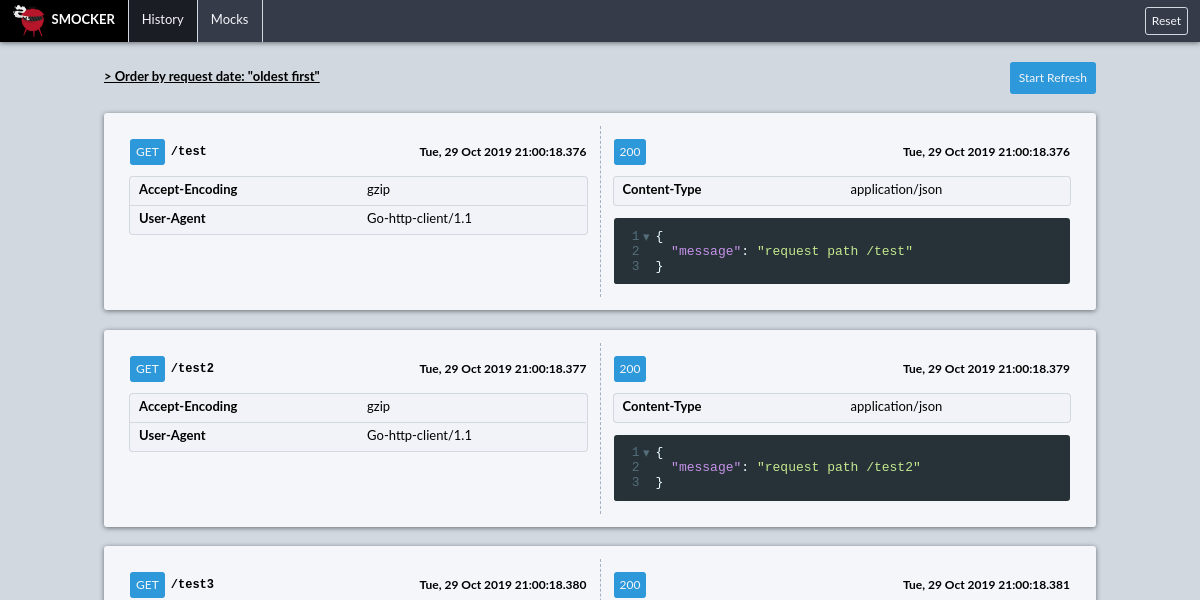 SMOCKER History Mocks Reset
> Order by request date: "oldest first" Start Refresh
GET /test Tue, 29 Oct 2019 21:00:18.376
Accept-Encoding gzip
User-Agent Go-http-client/1.1
200 Tue, 29 Oct 2019 21:00:18.376
Content-Type application/json
1 {
2 "message": "request path /test"
3 }
GET /test2 Tue, 29 Oct 2019 21:00:18.377
Accept-Encoding gzip
User-Agent Go-http-client/1.1
200 Tue, 29 Oct 2019 21:00:18.379
Content-Type application/json
1 {
2 "message": "request path /test2"
3 }
GET /test3 Tue, 29 Oct 2019 21:00:18.380
200 Tue, 29 Oct 2019 21:00:18.381